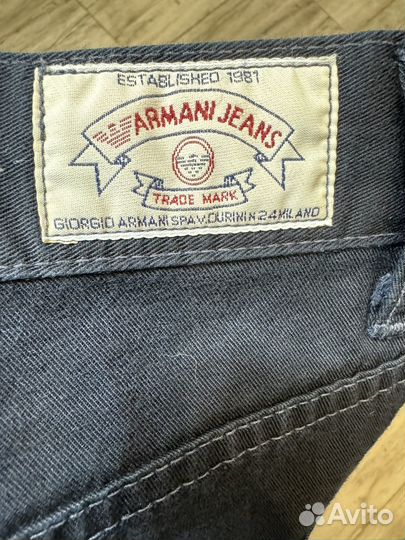 ESTABLISHED 1981
ARMANI JEANS
TRADE MARK
GIORGIO ARMANI SPA V. DURINI N 24 MILANO
Avito